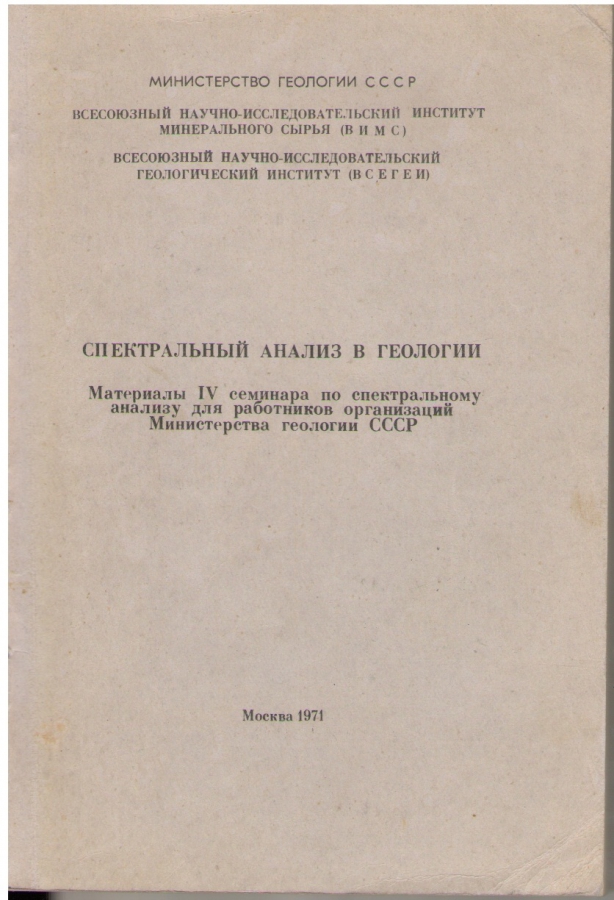 МИНИСТЕРСТВО ГЕОЛОГИИ С С С Р
ВСЕСОЮЗНЫЙ НАУЧНО-ИССЛЕДОВАТЕЛЬСКИЙ ИНСТИТУТ
МИНЕРАЛЬНОГО СЫРЬЯ (В И М С)
ВСЕСОЮЗНЫЙ НАУЧНО-ИССЛЕДОВАТЕЛЬСКИЙ
ГЕОЛОГИЧЕСКИЙ ИНСТИТУТ (В С Е Г Е И)
СПЕКТРАЛЬНЫЙ АНАЛИЗ В ГЕОЛОГИИ
Материалы IV семинара по спектральному
анализу для работников организаций
Министерства геологии СССР
Москва 1971